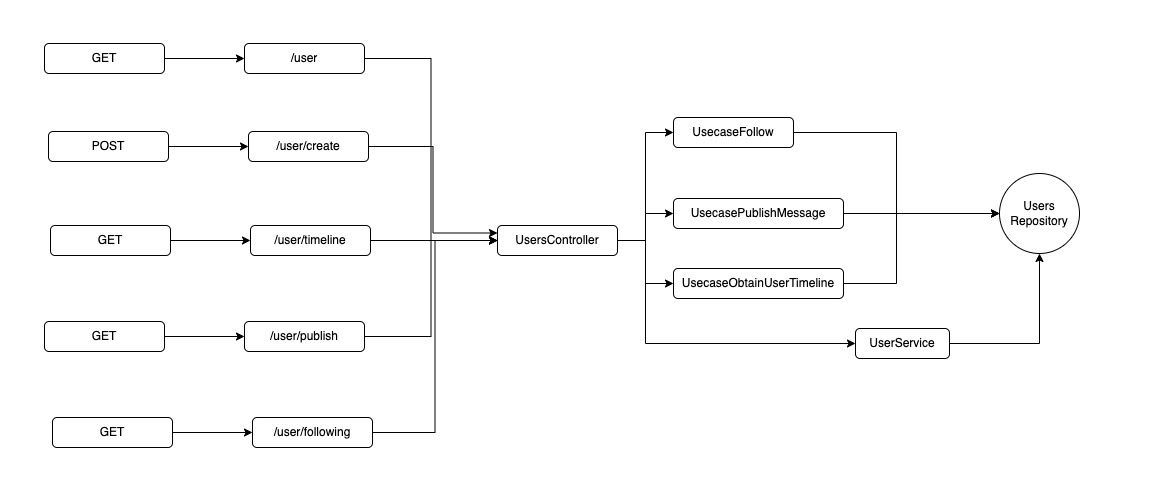 GET
/user
POST
/user/create
GET
/user/timeline
GET
/user/publish
GET
/user/following
UsersController
UsecaseFollow
UsecasePublishMessage
UsecaseObtainUserTimeline
UserService
Users
Repository